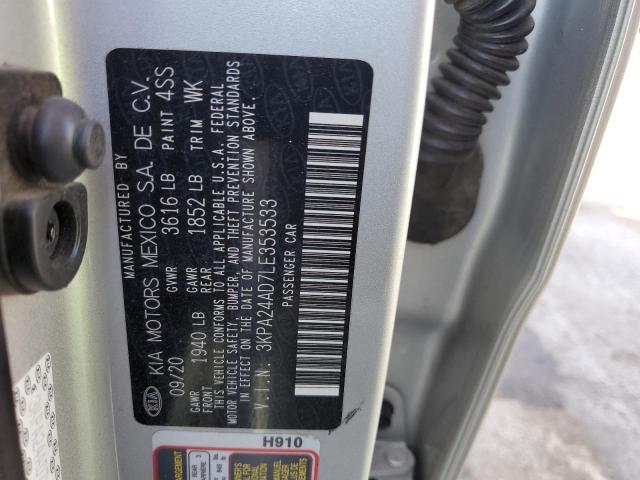 MANUFACTURED BY
KIA KIA MOTORS MEXICO S.A. DE C.V.
09/20 GVWR 3616 LB PAINT 4SS
GAWR FRONT 1940 LB GAWR REAR 1852 LB TRIM WK
THIS VEHICLE CONFORMS TO ALL APPLICABLE U.S.A. FEDERAL
MOTOR VEHICLE SAFETY, BUMPER, AND THEFT PREVENTION STANDARDS
IN EFFECT ON THE DATE OF MANUFACTURE SHOWN ABOVE.
V.I.N. 3KPA24AD7LE353533
PASSENGER CAR
H910